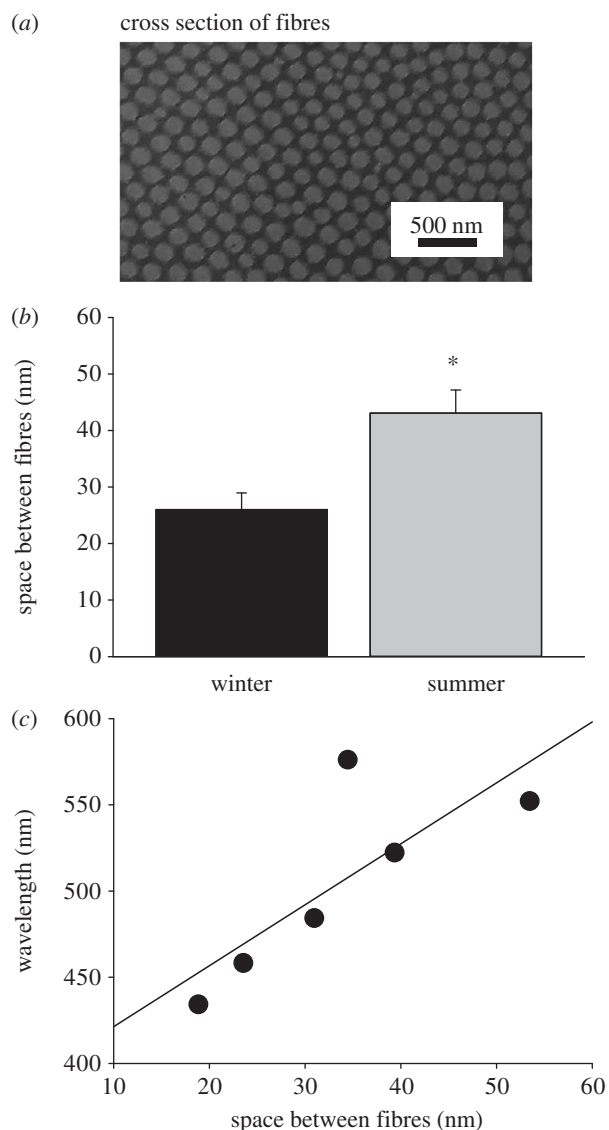 (a) cross section of fibres
500 nm
(b)
60
50
40
30
20
10
0
space between fibres (nm)
*
winter summer
(c)
600
550
500
450
400
wavelength (nm)
10 20 30 40 50 60
space between fibres (nm)